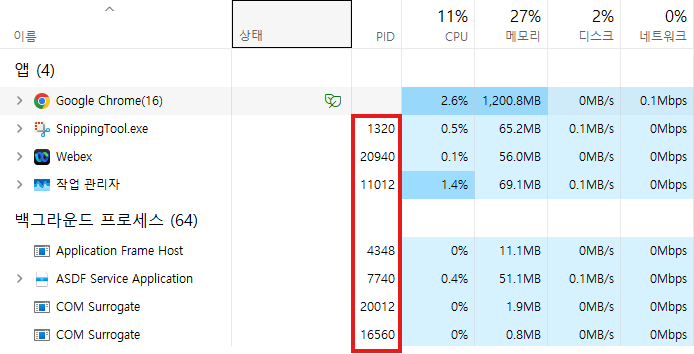 11% 27% 2% 0%
이름 상태 PID CPU 메모리 디스크 네트워크
앱 (4)
Google Chrome(16) 2.6% 1,200.8MB 0MB/s 0.1Mbps
SnippingTool.exe 1320 0.5% 65.2MB 0.1MB/s 0Mbps
Webex 20940 0.1% 56.0MB 0MB/s 0Mbps
작업 관리자 11012 1.4% 69.1MB 0.1MB/s 0Mbps
백그라운드 프로세스 (64)
Application Frame Host 4348 0% 11.1MB 0MB/s 0Mbps
ASDF Service Application 7740 0.4% 51.1MB 0.1MB/s 0Mbps
COM Surrogate 20012 0% 1.9MB 0MB/s 0Mbps
COM Surrogate 16560 0% 0.8MB 0MB/s 0Mbps